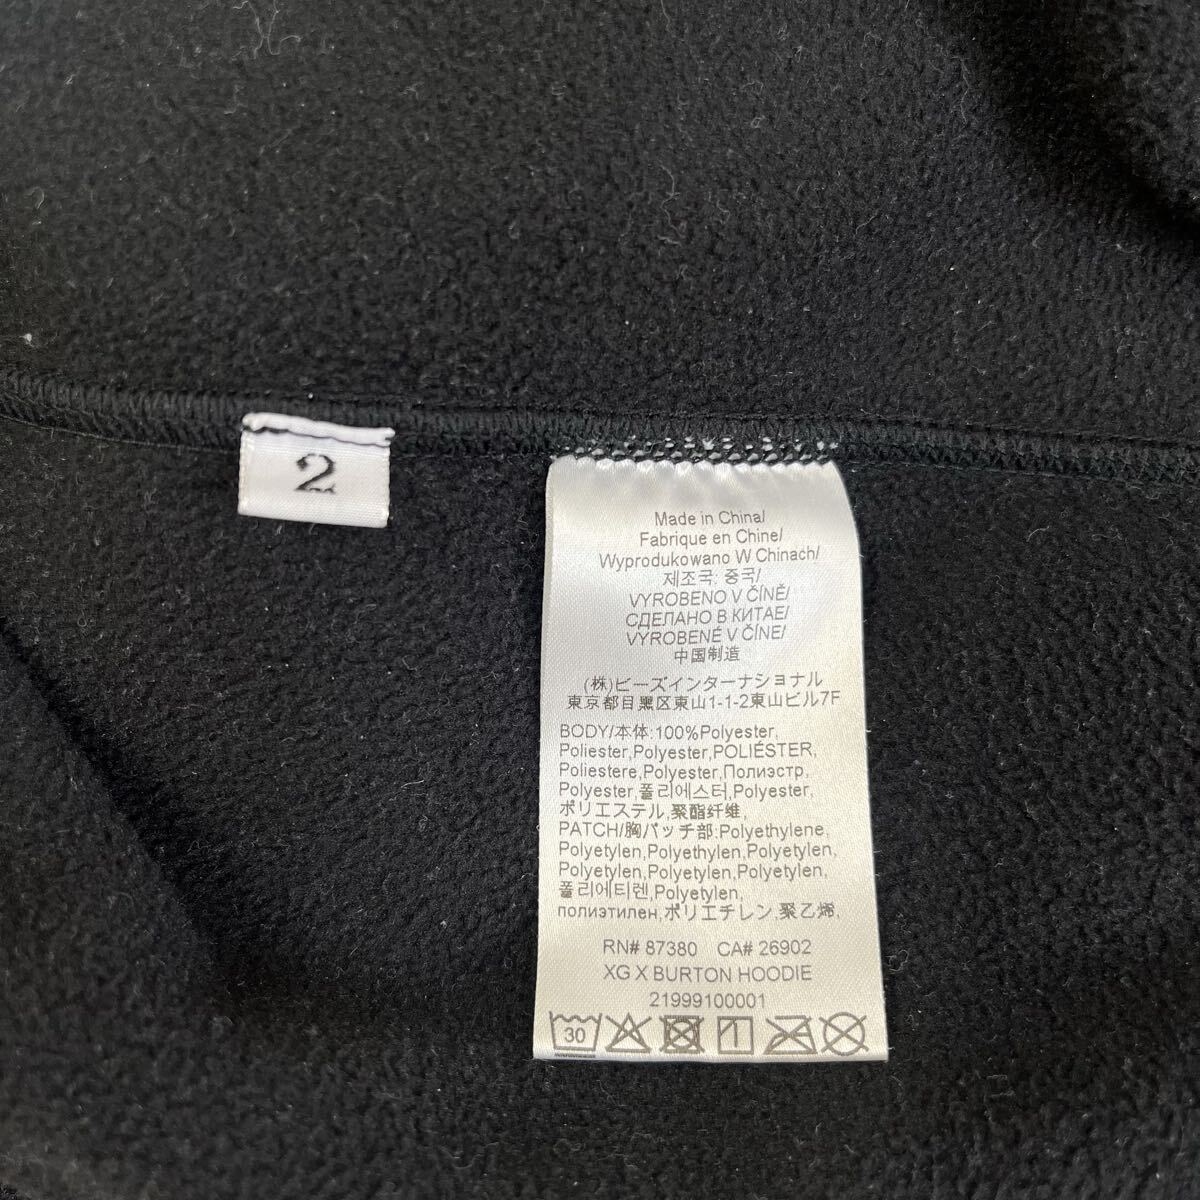 2
Made in China/
Fabrique en Chine/
Wyprodukowano W Chinach/
제조국: 중국/
VYROBENO V ČÍNĚ/
СДЕЛАНО В КИТАЕ/
VYROBENÉ V ČÍNE/
中国制造
(株)ビーズインターナショナル
東京都目黒区東山1-1-2東山ビル7F
BODY/本体:100%Polyester,
Poliester,Polyester,POLIÉSTER,
Poliestere,Polyester,Полиэстр,
Polyester,폴리에스터,Polyester,
ポリエステル,聚酯纤维,
PATCH/胸パッチ部:Polyethylene,
Polyetylen,Polyethylen,Polyetylen,
Polyetylen,Polyetylen,Polyetylen,
폴리에티렌,Polyetylen,
полиэтилен,ポリエチレン,聚乙烯,
RN# 87380 CA# 26902
XG X BURTON HOODIE
21999100001
30